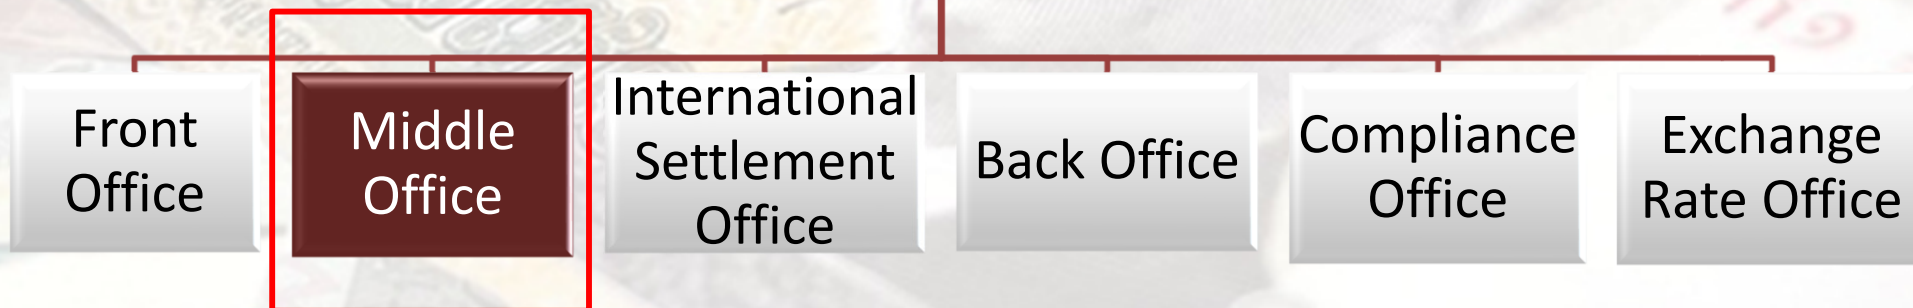 Front
Office
Middle
Office
International
Settlement
Office
Back Office
Compliance
Office
Exchange
Rate Office